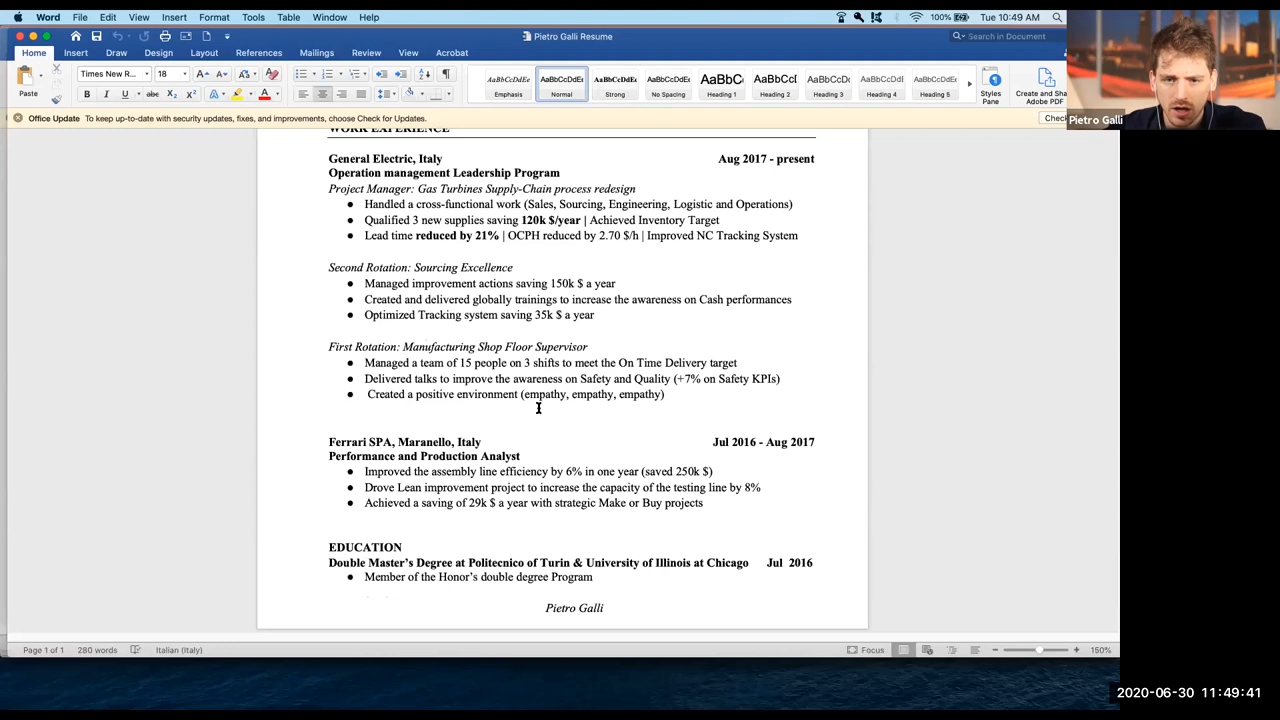 Word File Edit View Insert Format Tools Table Window Help 100% Tue 10:49 AM
Pietro Galli Resume
Search in Document
Home Insert Draw Design Layout References Mailings Review View Acrobat
Paste
Times New R... 18
AaBbCcDdEe AaBbCcDdEe AaBbCcDdEe AaBbCcDdEe AaBbC AaBbCcI AaBbCcDc AaBbCcDdEe AaBbCcDdEe
Emphasis Normal Strong No Spacing Heading 1 Heading 2 Heading 3 Heading 4 Heading 5
Styles Pane
Create and Sha
Adobe PDF
Office Update To keep up-to-date with security updates, fixes, and improvements, choose Check for Updates.
Check
Pietro Galli
WORK EXPERIENCE
General Electric, Italy Aug 2017 - present
Operation management Leadership Program
Project Manager: Gas Turbines Supply-Chain process redesign
● Handled a cross-functional work (Sales, Sourcing, Engineering, Logistic and Operations)
● Qualified 3 new supplies saving 120k $/year | Achieved Inventory Target
● Lead time reduced by 21% | OCPH reduced by 2.70 $/h | Improved NC Tracking System
Second Rotation: Sourcing Excellence
● Managed improvement actions saving 150k $ a year
● Created and delivered globally trainings to increase the awareness on Cash performances
● Optimized Tracking system saving 35k $ a year
First Rotation: Manufacturing Shop Floor Supervisor
● Managed a team of 15 people on 3 shifts to meet the On Time Delivery target
● Delivered talks to improve the awareness on Safety and Quality (+7% on Safety KPIs)
● Created a positive environment (empathy, empathy, empathy)
Ferrari SPA, Maranello, Italy Jul 2016 - Aug 2017
Performance and Production Analyst
● Improved the assembly line efficiency by 6% in one year (saved 250k $)
● Drove Lean improvement project to increase the capacity of the testing line by 8%
● Achieved a saving of 29k $ a year with strategic Make or Buy projects
EDUCATION
Double Master's Degree at Politecnico of Turin & University of Illinois at Chicago Jul 2016
● Member of the Honor's double degree Program
Pietro Galli
Page 1 of 1 280 words Italian (Italy) Focus 150%
2020-06-30 11:49:41